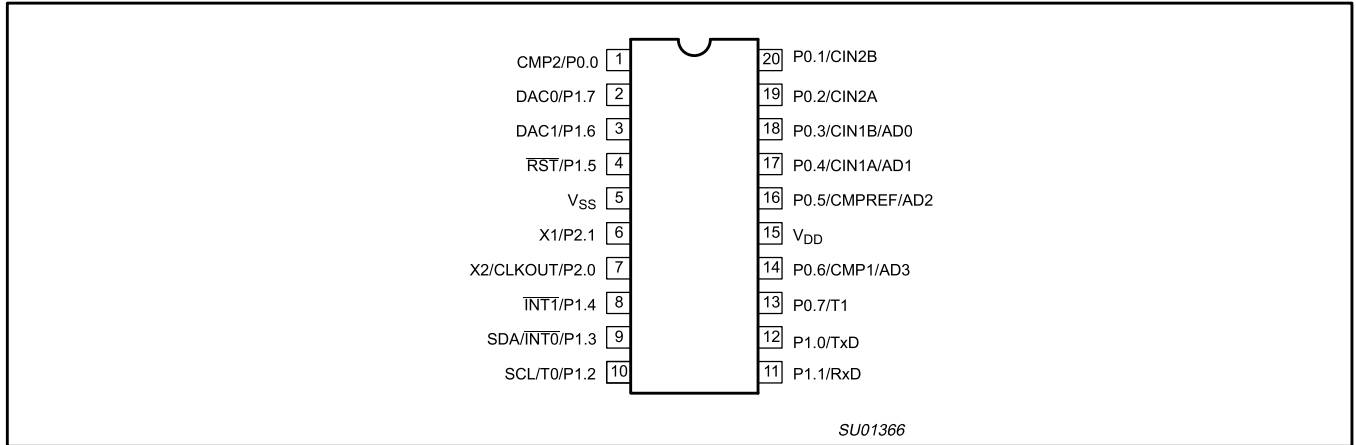 CMP2/P0.0 1
DAC0/P1.7 2
DAC1/P1.6 3
R̅S̅T̅/P1.5 4
VSS 5
X1/P2.1 6
X2/CLKOUT/P2.0 7
I̅N̅T̅1̅/P1.4 8
SDA/I̅N̅T̅0̅/P1.3 9
SCL/T0/P1.2 10
20 P0.1/CIN2B
19 P0.2/CIN2A
18 P0.3/CIN1B/AD0
17 P0.4/CIN1A/AD1
16 P0.5/CMPREF/AD2
15 VDD
14 P0.6/CMP1/AD3
13 P0.7/T1
12 P1.0/TxD
11 P1.1/RxD
SU01366